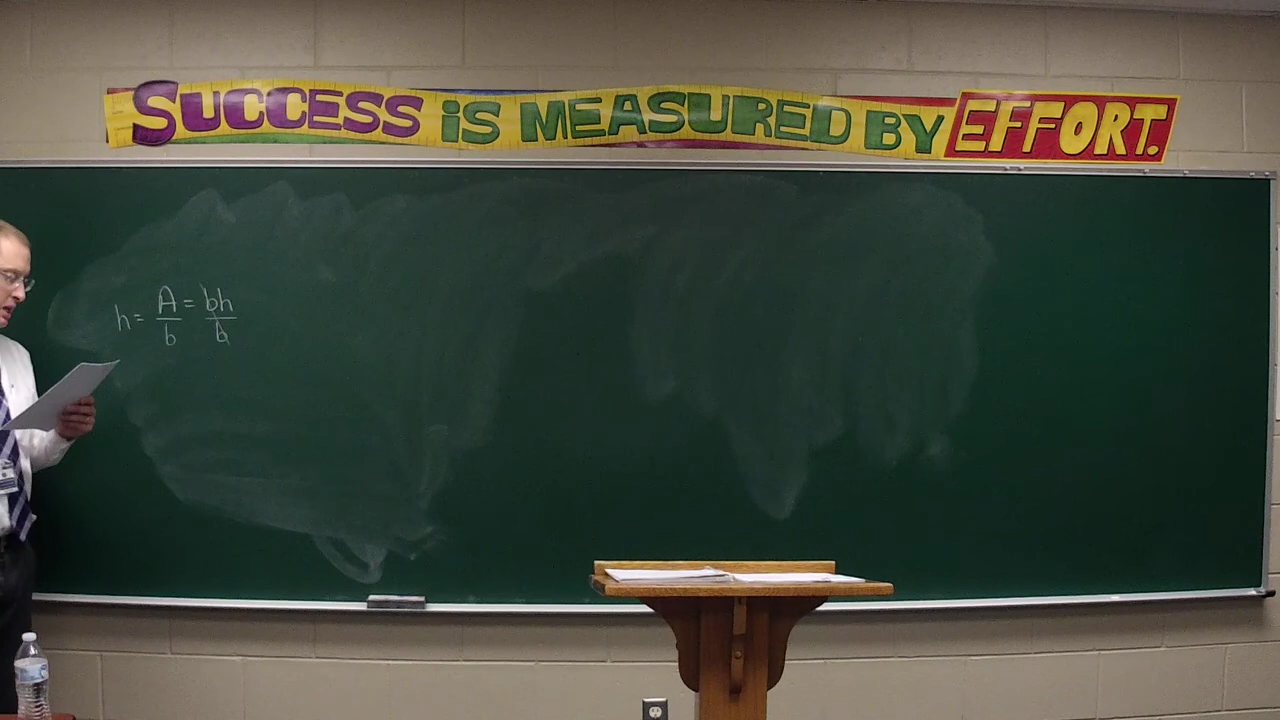 SUCCESS iS MEASURED BY EFFORT.
h = A/b = bh/b